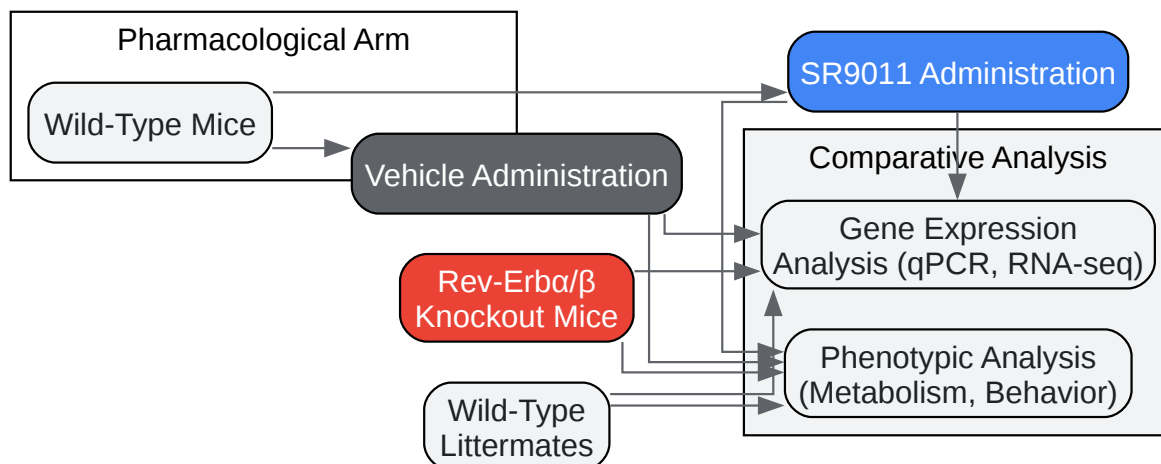 Pharmacological Arm
Wild-Type Mice
SR9011 Administration
Vehicle Administration
Comparative Analysis
Gene Expression
Analysis (qPCR, RNA-seq)
Rev-Erbα/β
Knockout Mice
Phenotypic Analysis
(Metabolism, Behavior)
Wild-Type
Littermates